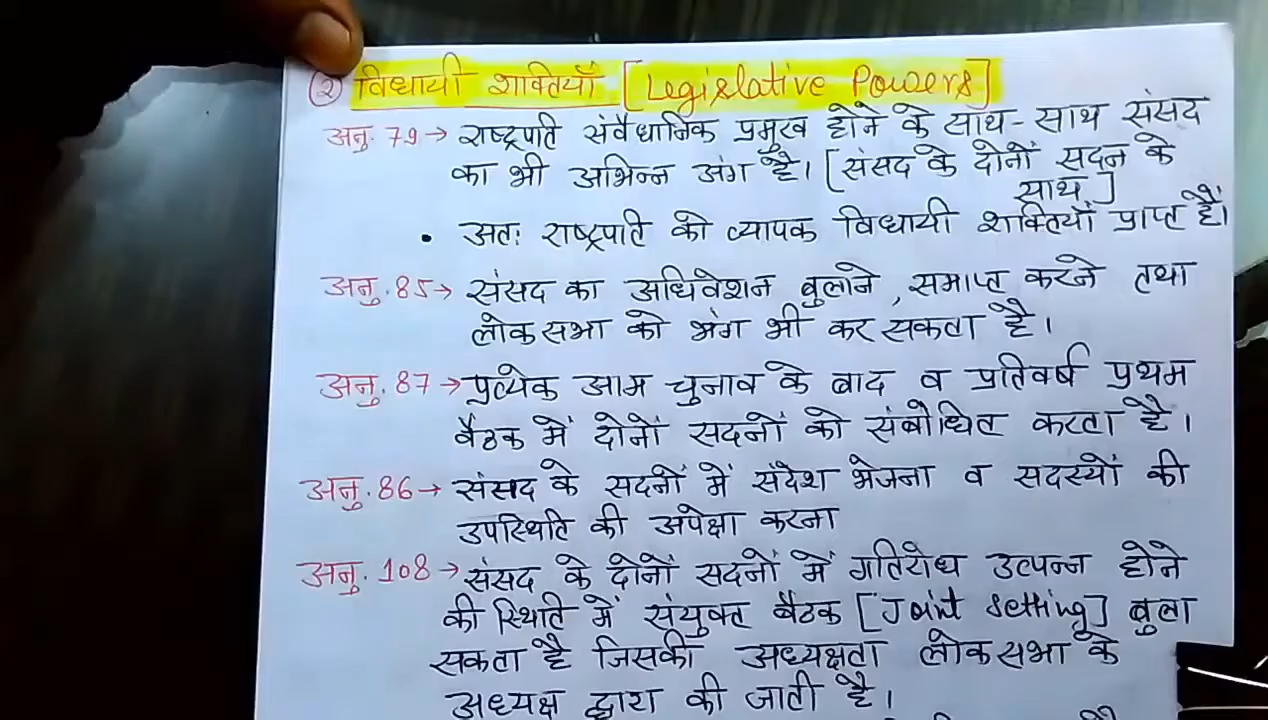 ② विधायी शाक्तियाँ [Legislative Powers]
अनु. 79 → राष्ट्रपति संवैधानिक प्रमुख होने के साथ-साथ संसद
का भी अभिन्न अंग है। [संसद के दोनों सदन के
साथ]
• अतः राष्ट्रपति को व्यापक विधायी शक्तियाँ प्राप्त हैं।
अनु. 85 → संसद का अधिवेशन बुलाने, समाप्त करने तथा
लोकसभा को भंग भी कर सकता है।
अनु. 87 → प्रत्येक आम चुनाव के बाद व प्रतिवर्ष प्रथम
बैठक में दोनों सदनों को संबोधित करता है।
अनु. 86 → संसद के सदनों में संदेश भेजना व सदस्यों की
उपस्थिति की अपेक्षा करना
अनु. 108 → संसद के दोनों सदनों में गतिरोध उत्पन्न होने
की स्थिति में संयुक्त बैठक [Joint Setting] बुला
सकता है जिसकी अध्यक्षता लोकसभा के
अध्यक्ष द्वारा की जाती है।